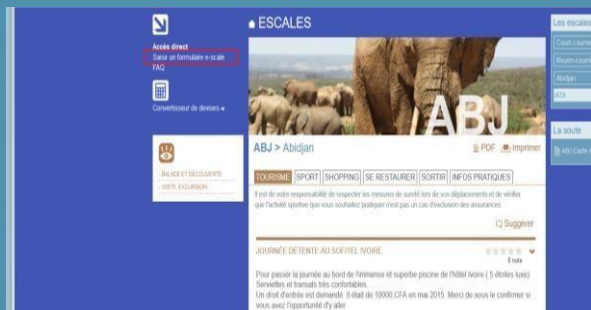 Accès direct
Saisir un formulaire e-scale
FAQ
Convertisseur de devises
BALADE ET DÉCOUVERTE
VISITE, EXCURSION
ESCALES
ABJ
ABJ > Abidjan
PDF
Imprimer
TOURISME SPORT SHOPPING SE RESTAURER SORTIR INFOS PRATIQUES
Il est de votre responsabilité de respecter les mesures de sureté lors de vos déplacements et de vérifier
que l'activité sportive que vous souhaitez pratiquer n'est pas un cas d'exclusion des assurances
Suggérer
JOURNÉE DÉTENTE AU SOFITEL IVOIRE
0 note
Pour passer la journée au bord de l'immense et superbe piscine de l'hôtel Ivoire ( 5 étoiles luxe).
Serviettes et transats très confortables.
Un droit d'entrée est demandé. Il était de 10000 CFA en mai 2015. Merci de nous le confirmer si
vous avez l'opportunité d'y aller
Les escales
Court-courrie
Moyen-courrie
Abidjan
IATA
La soute
ABJ Carte